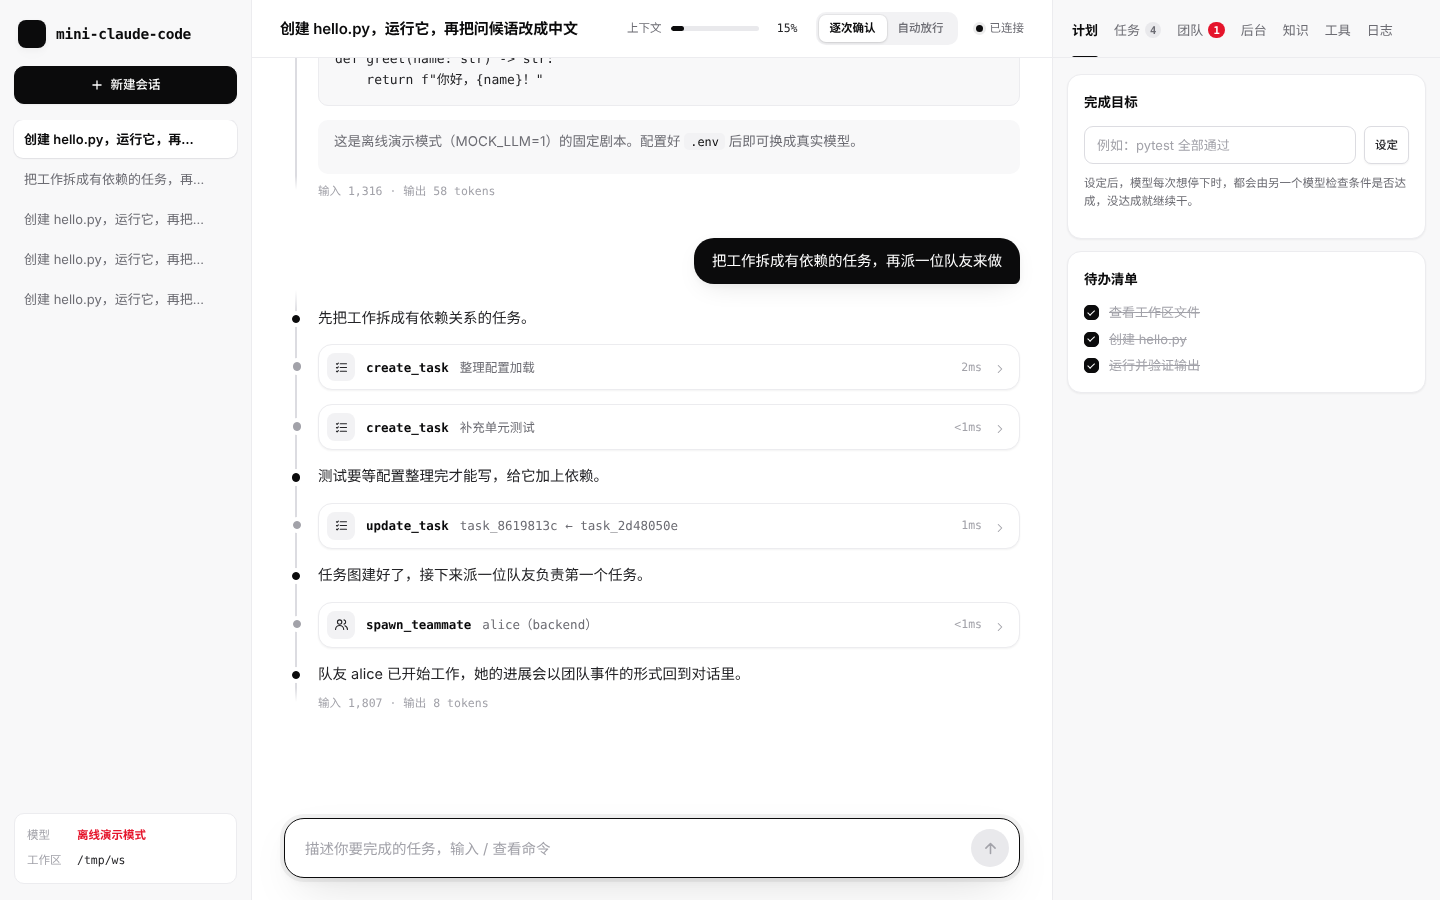 mini-claude-code
新建会话
创建 hello.py，运行它，再...
把工作拆成有依赖的任务，再...
创建 hello.py，运行它，再把...
创建 hello.py，运行它，再把...
创建 hello.py，运行它，再把...
模型 离线演示模式
工作区 /tmp/ws
创建 hello.py，运行它，再把问候语改成中文
上下文 15% 逐次确认 自动放行 已连接
def greet(name: str) -> str:
return f"你好，{name}！"
这是离线演示模式（MOCK_LLM=1）的固定剧本。配置好 .env 后即可换成真实模型。
输入 1,316 · 输出 58 tokens
把工作拆成有依赖的任务，再派一位队友来做
先把工作拆成有依赖关系的任务。
create_task 整理配置加载 2ms
create_task 补充单元测试 <1ms
测试要等配置整理完才能写，给它加上依赖。
update_task task_8619813c ← task_2d48050e 1ms
任务图建好了，接下来派一位队友负责第一个任务。
spawn_teammate alice（backend） <1ms
队友 alice 已开始工作，她的进展会以团队事件的形式回到对话里。
输入 1,807 · 输出 8 tokens
描述你要完成的任务，输入 / 查看命令
计划 任务 4 团队 1 后台 知识 工具 日志
完成目标
例如：pytest 全部通过 设定
设定后，模型每次想停下时，都会由另一个模型检查条件是否达
成，没达成就继续干。
待办清单
查看工作区文件
创建 hello.py
运行并验证输出